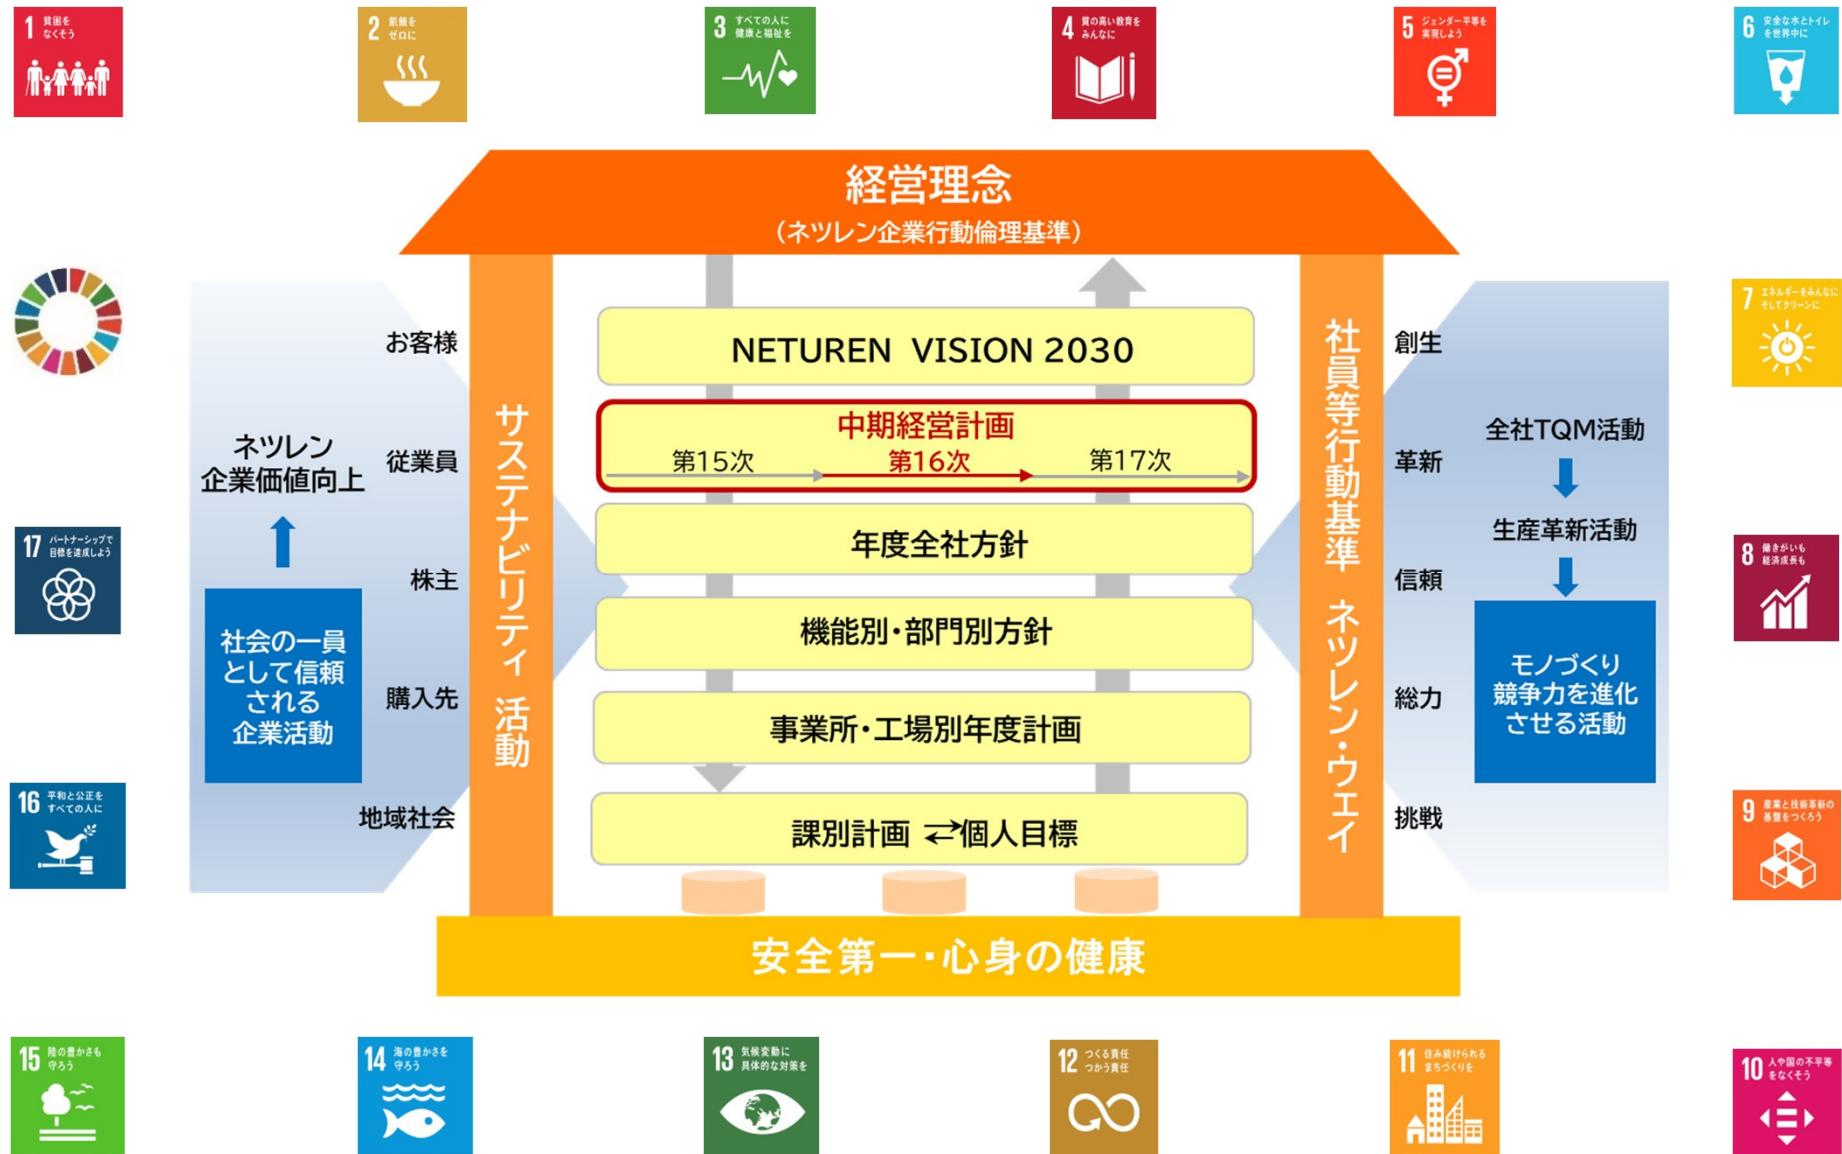 1 貧困を
なくそう
2 飢餓を
ゼロに
3 すべての人に
健康と福祉を
4 質の高い教育を
みんなに
5 ジェンダー平等を
実現しよう
6 安全な水とトイレ
を世界中に
経営理念
（ネツレン企業行動倫理基準）
お客様
従業員
株主
購入先
地域社会
ネツレン
企業価値向上
社会の一員
として信頼
される
企業活動
サステナビリティ 活動
NETUREN VISION 2030
中期経営計画
第15次
第16次
第17次
年度全社方針
機能別・部門別方針
事業所・工場別年度計画
課別計画 ⇄個人目標
社員等行動基準 ネツレン・ウエイ
創生
革新
信頼
総力
挑戦
全社TQM活動
生産革新活動
モノづくり
競争力を進化
させる活動
安全第一・心身の健康
7 エネルギーをみんなに
そしてクリーンに
17 パートナーシップで
目標を達成しよう
8 働きがいも
経済成長も
16 平和と公正を
すべての人に
9 産業と技術革新の
基盤をつくろう
15 陸の豊かさも
守ろう
14 海の豊かさを
守ろう
13 気候変動に
具体的な対策を
12 つくる責任
つかう責任
11 住み続けられる
まちづくりを
10 人や国の不平等
をなくそう